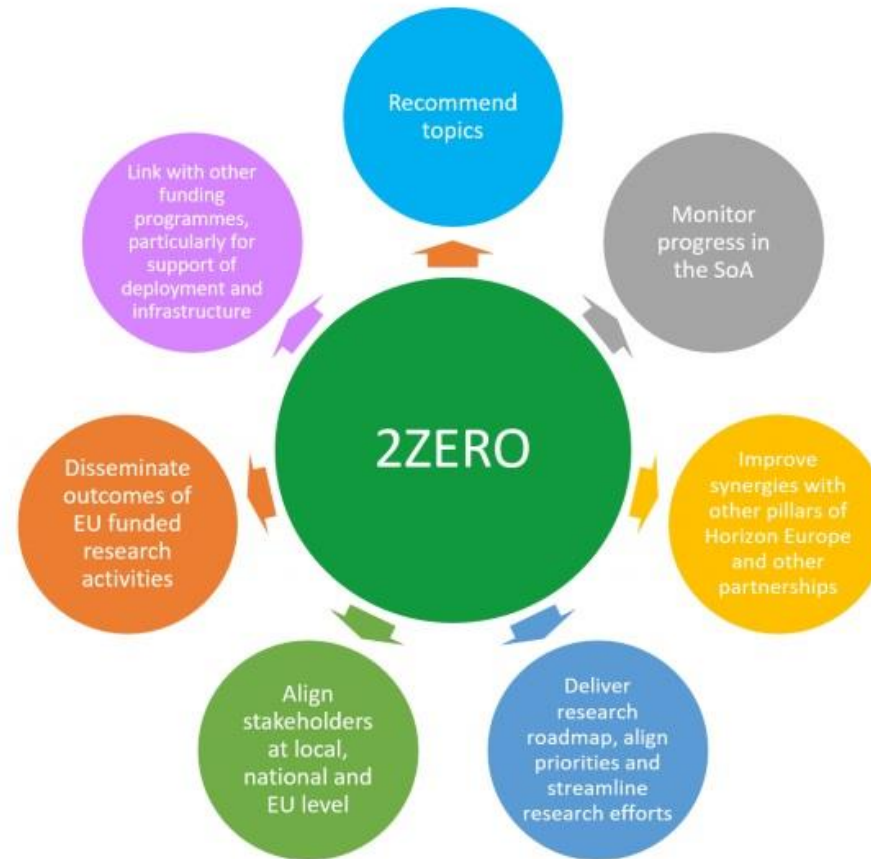 Recommend
topics
Monitor
progress in
the SoA
Improve
synergies with
other pillars of
Horizon Europe
and other
partnerships
Deliver
research
roadmap, align
priorities and
streamline
research efforts
Align
stakeholders
at local,
national and
EU level
Disseminate
outcomes of
EU funded
research
activities
Link with other
funding
programmes,
particularly for
support of
deployment and
infrastructure
2ZERO